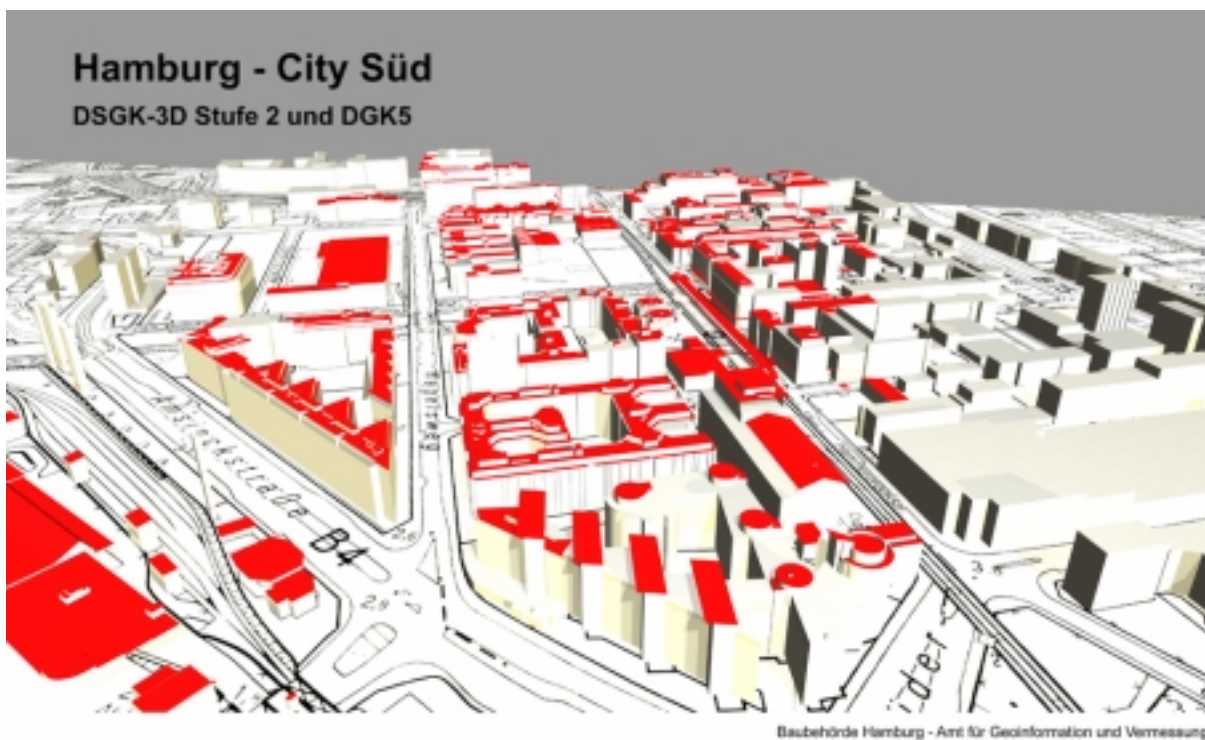 Hamburg - City Süd
DSGK-3D Stufe 2 und DGK5
Amsinckstraße B4
Baubehörde Hamburg - Amt für Geoinformation und Vermessung